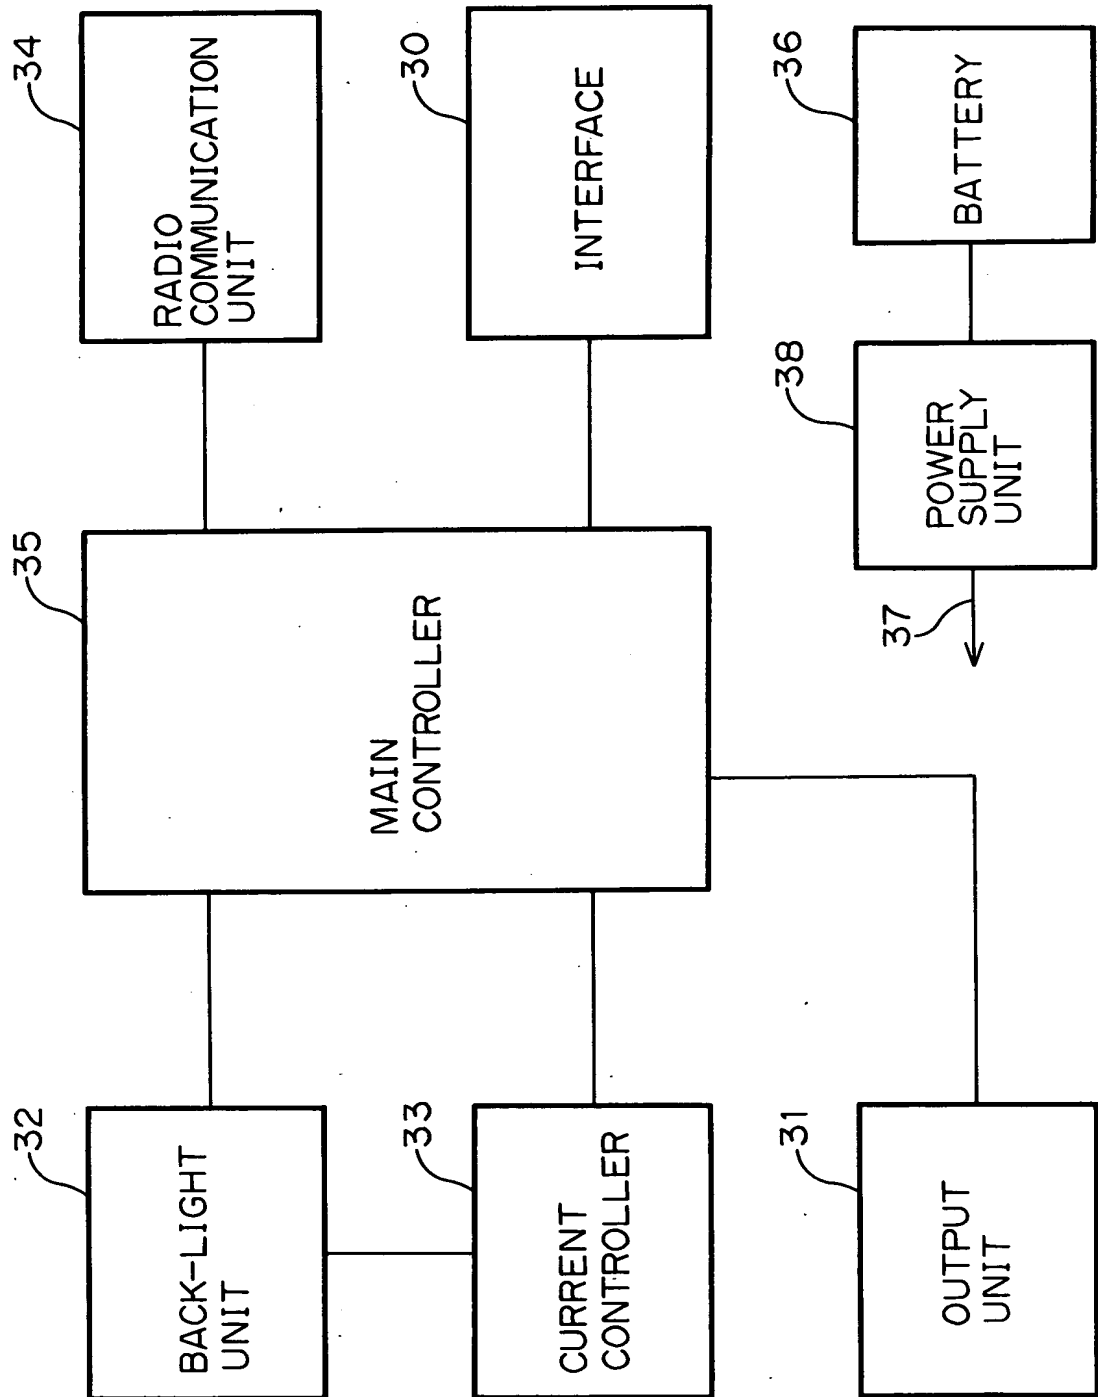 32
BACK-LIGHT
UNIT
35
MAIN
CONTROLLER
34
RADIO
COMMUNICATION
UNIT
33
CURRENT
CONTROLLER
30
INTERFACE
31
OUTPUT
UNIT
37
38
POWER
SUPPLY
UNIT
36
BATTERY